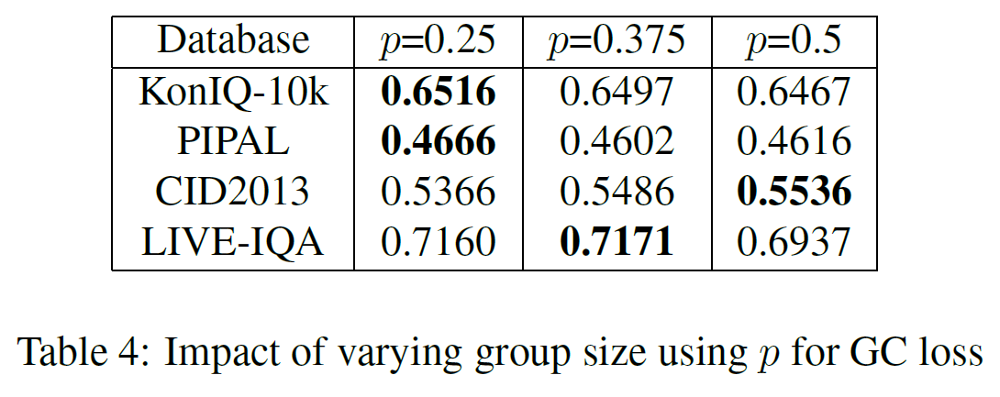 Database p=0.25 p=0.375 p=0.5
KonIQ-10k 0.6516 0.6497 0.6467
PIPAL 0.4666 0.4602 0.4616
CID2013 0.5366 0.5486 0.5536
LIVE-IQA 0.7160 0.7171 0.6937
Table 4: Impact of varying group size using p for GC loss